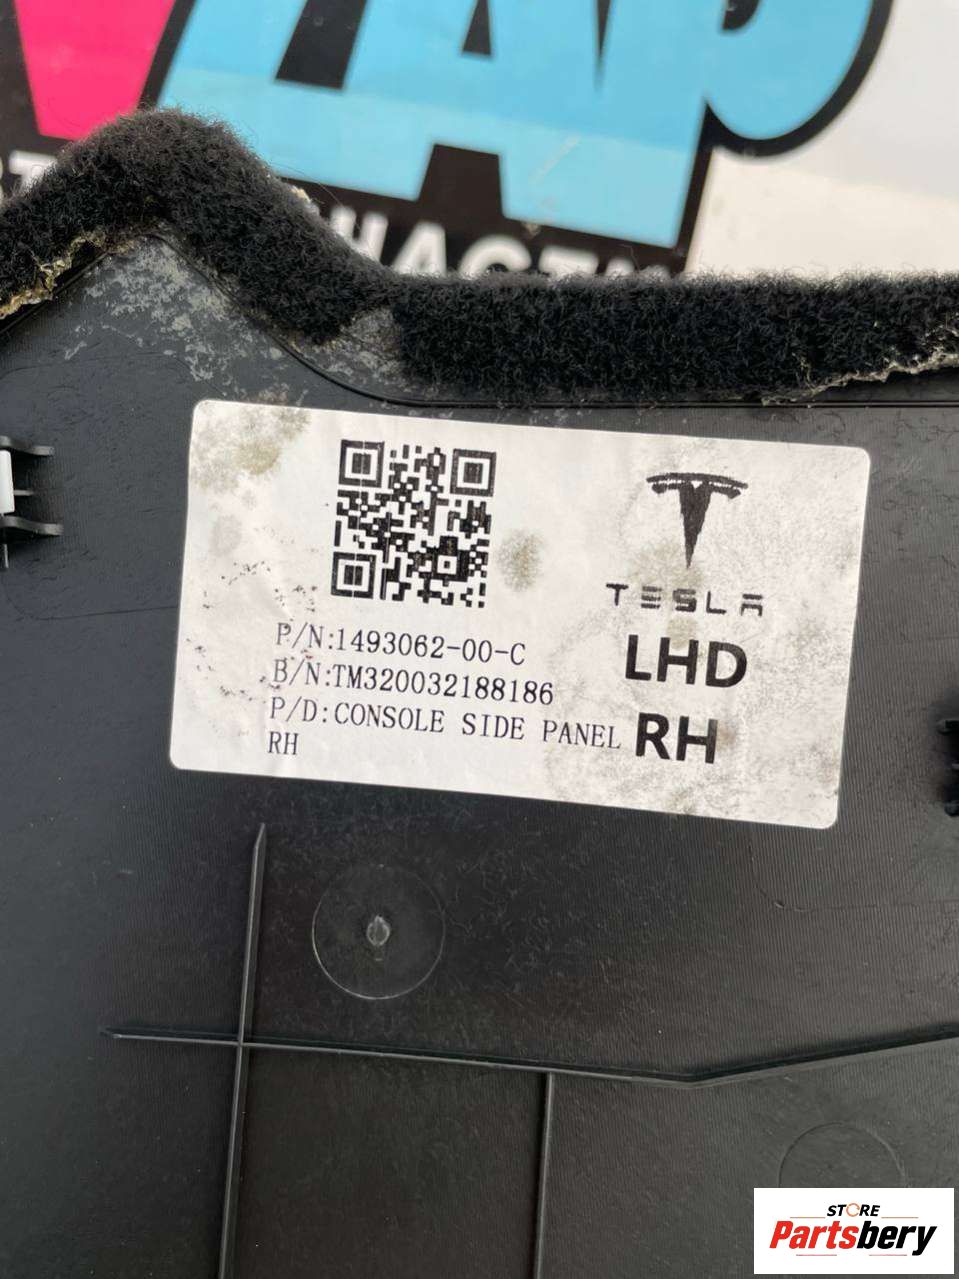 TESLA
LHD
RH
P/N:1493062-00-C
B/N:TM320032188186
P/D:CONSOLE SIDE PANEL
RH
STORE
Partsbery